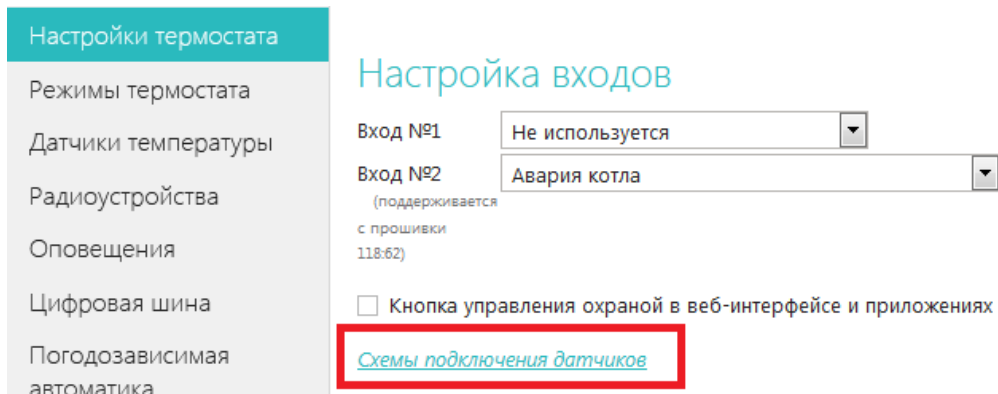 Настройки термостата
Режимы термостата
Датчики температуры
Радиоустройства
Оповещения
Цифровая шина
Погодозависимая
автоматика
Настройка входов
Вход №1 Не используется
Вход №2 Авария котла
(поддерживается
с прошивки
118:62)
Кнопка управления охраной в веб-интерфейсе и приложениях
Схемы подключения датчиков